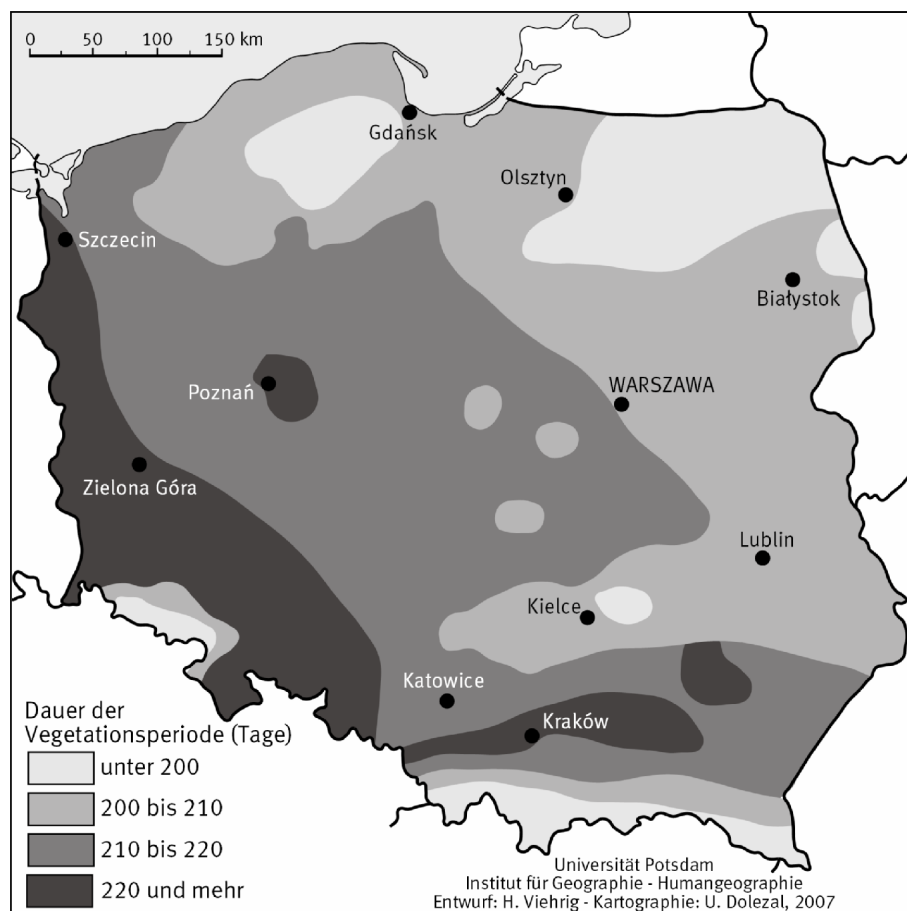 0 50 100 150 km
Gdańsk
Olsztyn
Szczecin
Białystok
Poznań
WARSZAWA
Zielona Góra
Lublin
Kielce
Katowice
Kraków
Dauer der
Vegetationsperiode (Tage)
unter 200
200 bis 210
210 bis 220
220 und mehr
Universität Potsdam
Institut für Geographie - Humangeographie
Entwurf: H. Viehrig - Kartographie: U. Dolezal, 2007